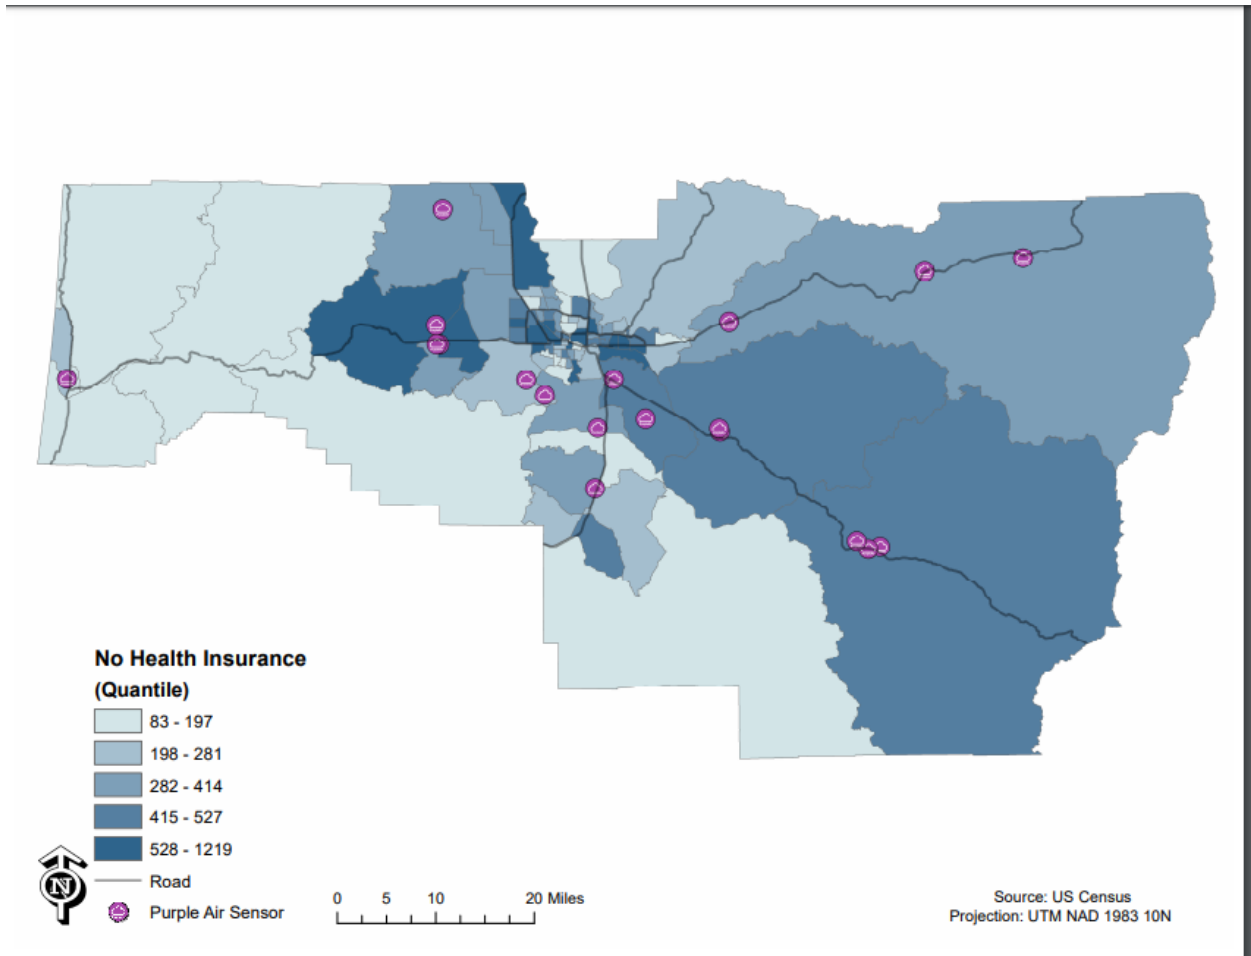 No Health Insurance
(Quantile)
83 - 197
198 - 281
282 - 414
415 - 527
528 - 1219
Road
Purple Air Sensor
N
0 5 10 20 Miles
Source: US Census
Projection: UTM NAD 1983 10N